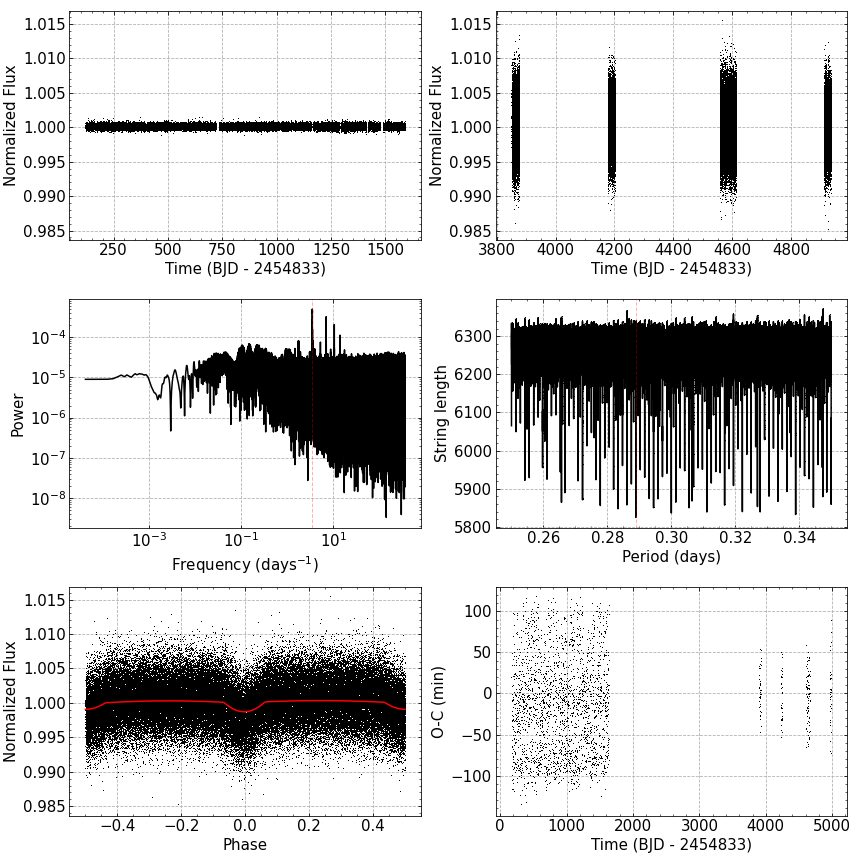 1.015
1.010
1.005
1.000
0.995
0.990
0.985
Normalized Flux
250 500 750 1000 1250 1500
Time (BJD - 2454833)
1.015
1.010
1.005
1.000
0.995
0.990
0.985
Normalized Flux
3800 4000 4200 4400 4600 4800
Time (BJD - 2454833)
10⁻⁴
10⁻⁵
10⁻⁶
10⁻⁷
10⁻⁸
Power
10⁻³ 10⁻¹ 10¹
Frequency (days⁻¹)
6300
6200
6100
6000
5900
5800
String length
0.26 0.28 0.30 0.32 0.34
Period (days)
1.015
1.010
1.005
1.000
0.995
0.990
0.985
Normalized Flux
−0.4 −0.2 0.0 0.2 0.4
Phase
100
50
0
−50
−100
O-C (min)
0 1000 2000 3000 4000 5000
Time (BJD - 2454833)